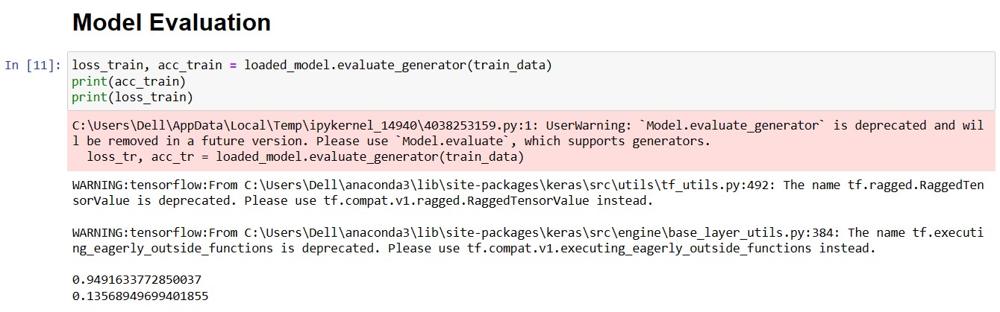 Model Evaluation
In [11]: loss_train, acc_train = loaded_model.evaluate_generator(train_data)
print(acc_train)
print(loss_train)
C:\Users\Dell\AppData\Local\Temp\ipykernel_14940\4038253159.py:1: UserWarning: `Model.evaluate_generator` is deprecated and wil
l be removed in a future version. Please use `Model.evaluate`, which supports generators.
  loss_tr, acc_tr = loaded_model.evaluate_generator(train_data)
WARNING:tensorflow:From C:\Users\Dell\anaconda3\lib\site-packages\keras\src\utils\tf_utils.py:492: The name tf.ragged.RaggedTen
sorValue is deprecated. Please use tf.compat.v1.ragged.RaggedTensorValue instead.
WARNING:tensorflow:From C:\Users\Dell\anaconda3\lib\site-packages\keras\src\engine\base_layer_utils.py:384: The name tf.executi
ng_eagerly_outside_functions is deprecated. Please use tf.compat.v1.executing_eagerly_outside_functions instead.
0.9491633772850037
0.13568949699401855